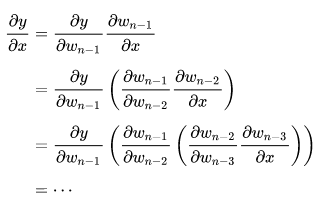 ∂y/∂x = ∂y/∂w_{n−1} ∂w_{n−1}/∂x
= ∂y/∂w_{n−1} (∂w_{n−1}/∂w_{n−2} ∂w_{n−2}/∂x)
= ∂y/∂w_{n−1} (∂w_{n−1}/∂w_{n−2} (∂w_{n−2}/∂w_{n−3} ∂w_{n−3}/∂x))
= ⋯